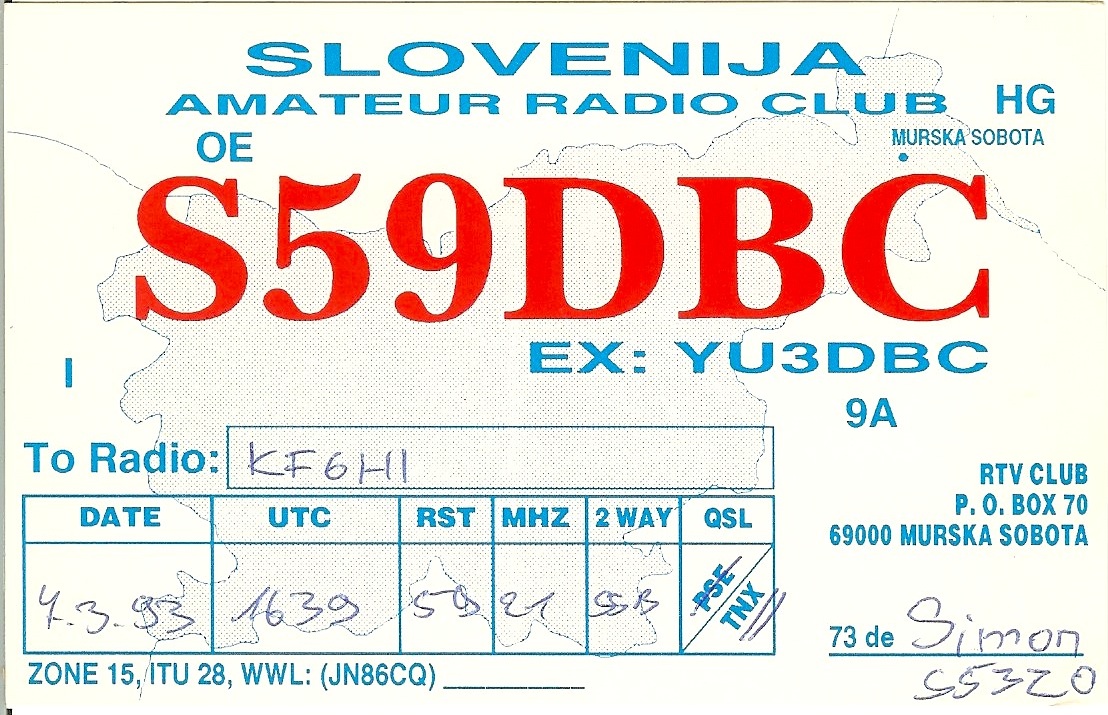 SLOVENIJA
AMATEUR RADIO CLUB HG
MURSKA SOBOTA
OE
S59DBC
EX: YU3DBC
I
9A
To Radio: KF6HI
RTV CLUB
P. O. BOX 70
69000 MURSKA SOBOTA
DATE UTC RST MHZ 2 WAY QSL
7.3.93 1639 59 21 SSB PSE TNX
73 de Simon
S53ZO
ZONE 15, ITU 28, WWL: (JN86CQ)